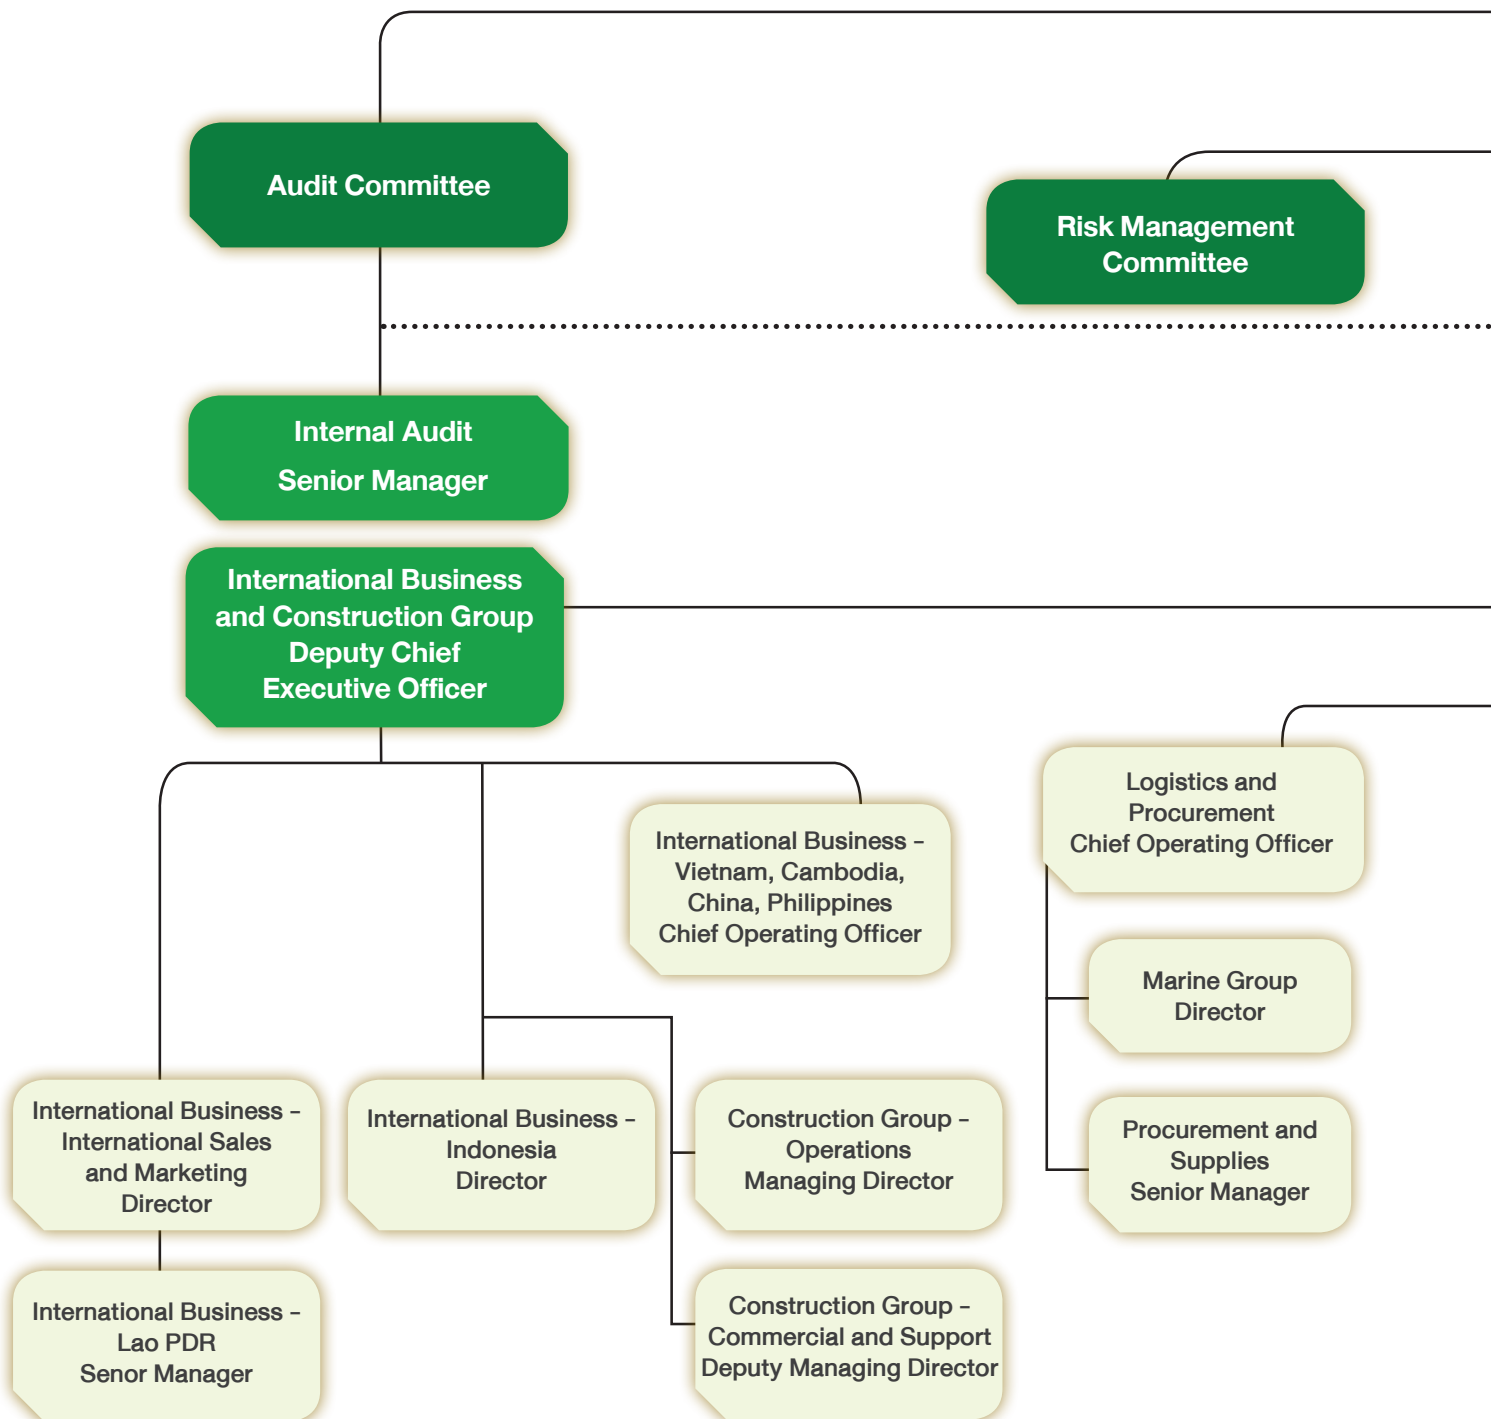 Audit Committee
Risk Management
Committee
Internal Audit
Senior Manager
International Business
and Construction Group
Deputy Chief
Executive Officer
Logistics and
Procurement
Chief Operating Officer
International Business –
Vietnam, Cambodia,
China, Philippines
Chief Operating Officer
Marine Group
Director
International Business –
International Sales
and Marketing
Director
International Business –
Indonesia
Director
Construction Group –
Operations
Managing Director
Procurement and
Supplies
Senior Manager
International Business –
Lao PDR
Senor Manager
Construction Group –
Commercial and Support
Deputy Managing Director